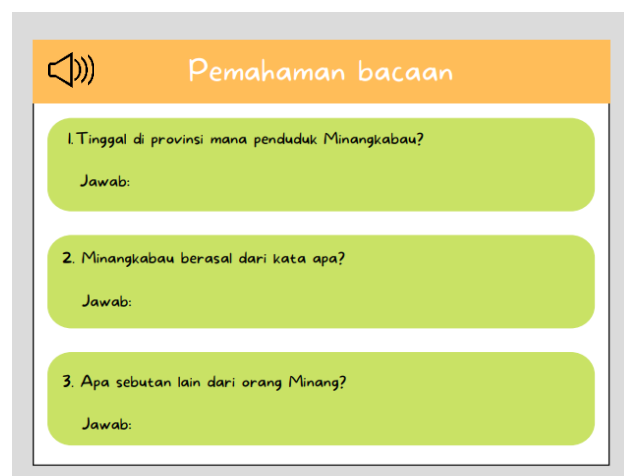 Pemahaman bacaan
1. Tinggal di provinsi mana penduduk Minangkabau?
Jawab:
2. Minangkabau berasal dari kata apa?
Jawab:
3. Apa sebutan lain dari orang Minang?
Jawab: